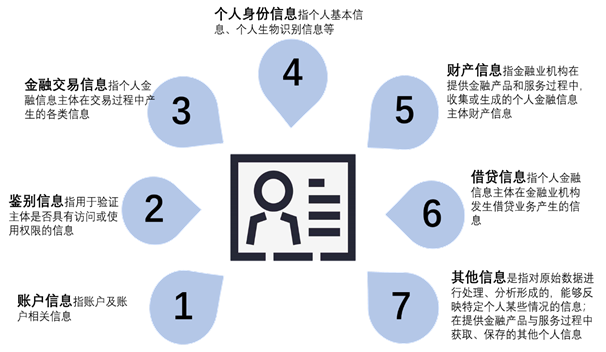 个人身份信息指个人基本信
息、个人生物识别信息等
4
金融交易信息指个人金
融信息主体在交易过程中产
生的各类信息
3
财产信息指金融业机构在
提供金融产品和服务过程中，
收集或生成的个人金融信息
主体财产信息
5
鉴别信息指用于验证
主体是否具有访问或使
用权限的信息
2
借贷信息指个人金融
信息主体在金融业机构
发生借贷业务产生的信
息
6
账户信息指账户及账
户相关信息
1
其他信息是指对原始数据进
行处理、分析形成的，能够反
映特定个人某些情况的信息；
在提供金融产品与服务过程中
获取、保存的其他个人信息
7